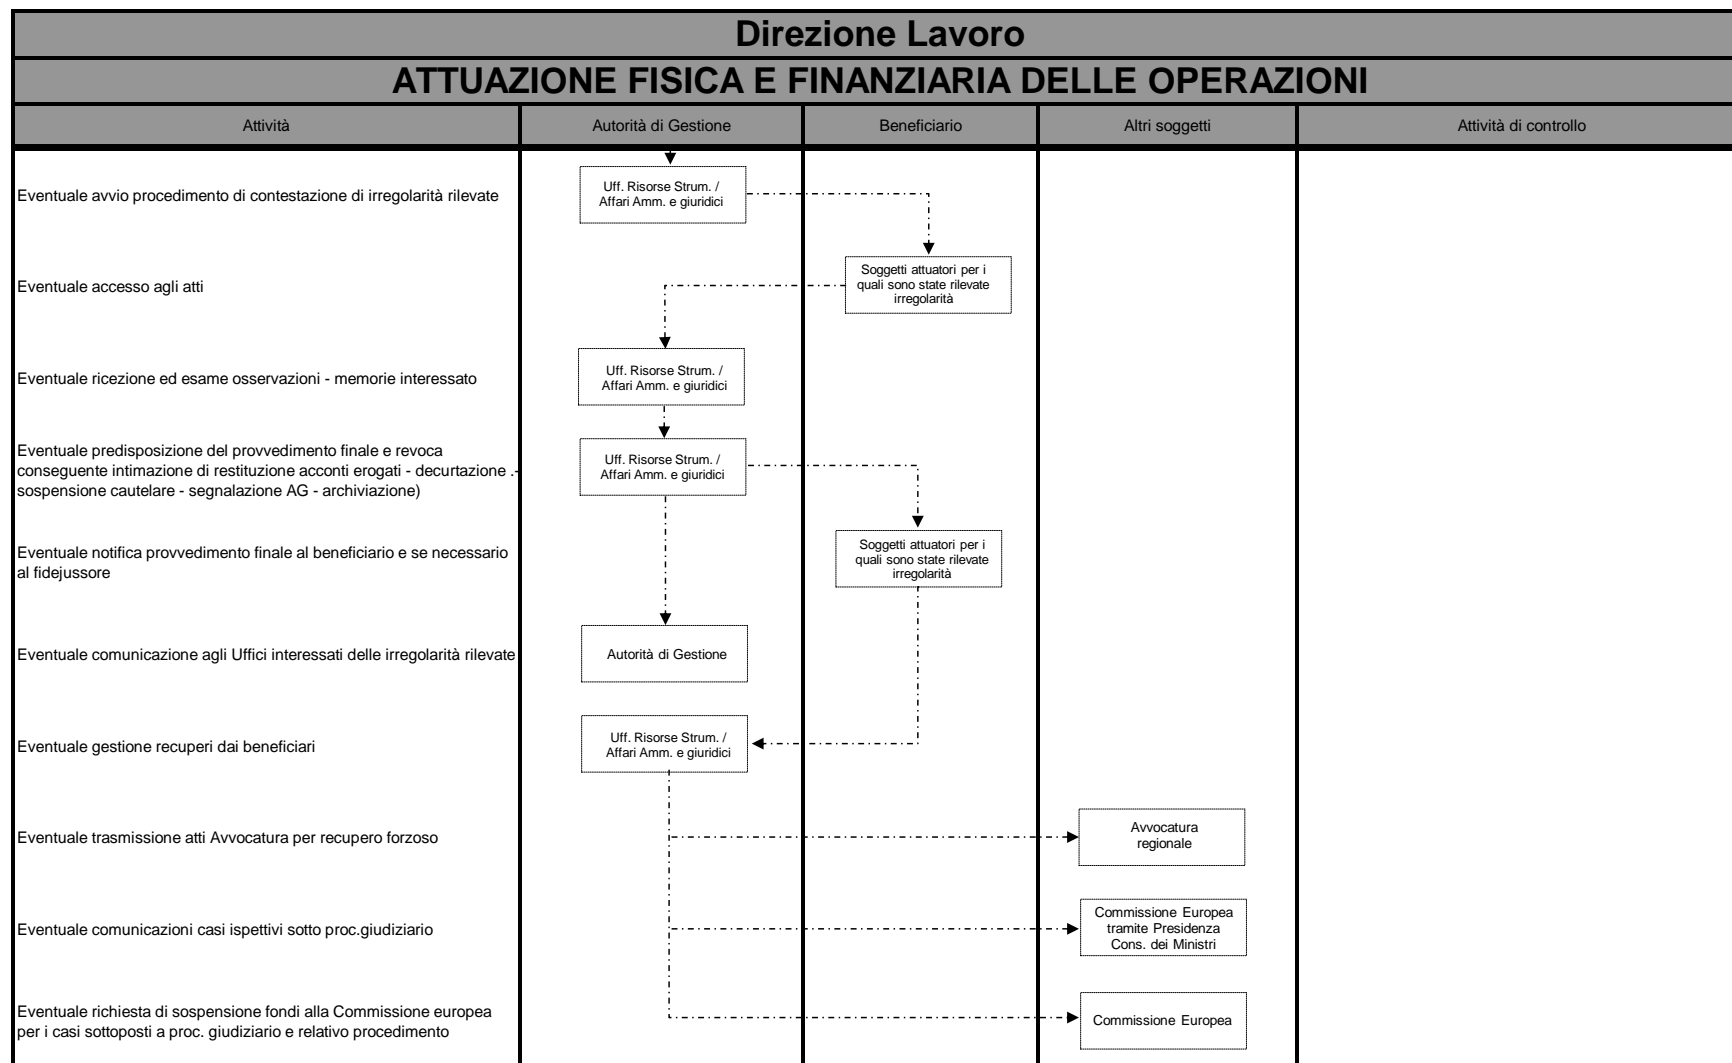 Direzione Lavoro
ATTUAZIONE FISICA E FINANZIARIA DELLE OPERAZIONI
Attività
Autorità di Gestione
Beneficiario
Altri soggetti
Attività di controllo
Eventuale avvio procedimento di contestazione di irregolarità rilevate
Uff. Risorse Strum. /
Affari Amm. e giuridici
Eventuale accesso agli atti
Soggetti attuatori per i
quali sono state rilevate
irregolarità
Eventuale ricezione ed esame osservazioni - memorie interessato
Uff. Risorse Strum. /
Affari Amm. e giuridici
Eventuale predisposizione del provvedimento finale e revoca
conseguente intimazione di restituzione acconti erogati - decurtazione .-
sospensione cautelare - segnalazione AG - archiviazione)
Uff. Risorse Strum. /
Affari Amm. e giuridici
Eventuale notifica provvedimento finale al beneficiario e se necessario
al fidejussore
Soggetti attuatori per i
quali sono state rilevate
irregolarità
Eventuale comunicazione agli Uffici interessati delle irregolarità rilevate
Autorità di Gestione
Eventuale gestione recuperi dai beneficiari
Uff. Risorse Strum. /
Affari Amm. e giuridici
Eventuale trasmissione atti Avvocatura per recupero forzoso
Avvocatura
regionale
Eventuale comunicazioni casi ispettivi sotto proc.giudiziario
Commissione Europea
tramite Presidenza
Cons. dei Ministri
Eventuale richiesta di sospensione fondi alla Commissione europea
per i casi sottoposti a proc. giudiziario e relativo procedimento
Commissione Europea